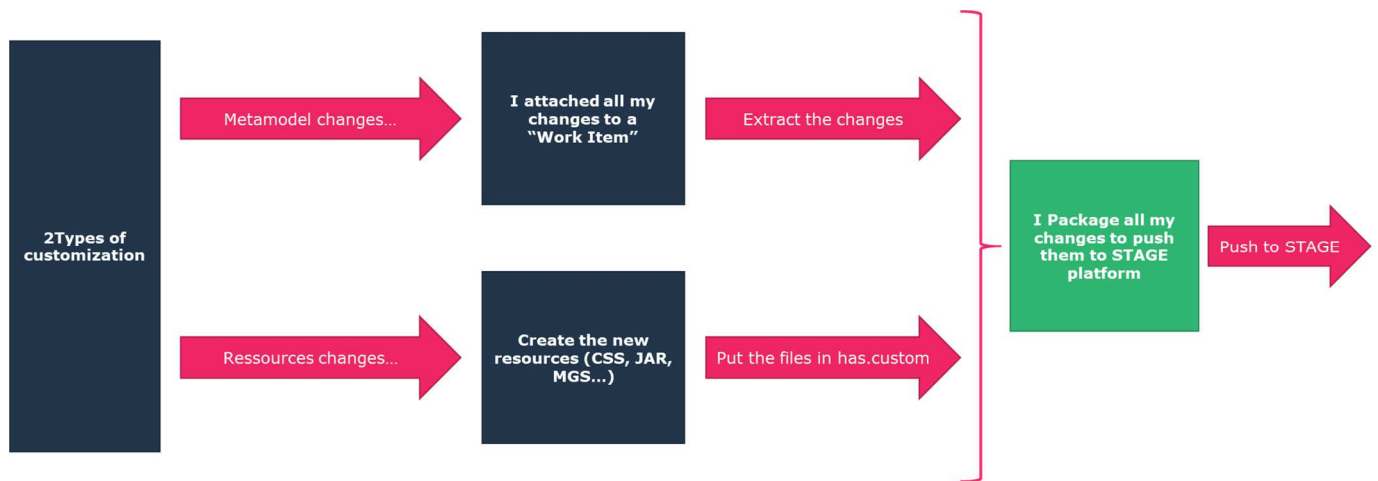 2Types of
customization
Metamodel changes...
I attached all my
changes to a
“Work Item”
Extract the changes
Ressources changes...
Create the new
resources (CSS, JAR,
MGS...)
Put the files in has.custom
I Package all my
changes to push
them to STAGE
platform
Push to STAGE